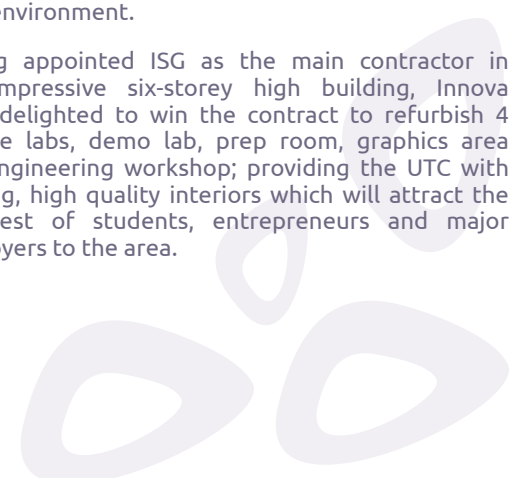 environment.
g appointed ISG as the main contractor in
mpressive six-storey high building, Innova
delighted to win the contract to refurbish 4
e labs, demo lab, prep room, graphics area
ngineering workshop; providing the UTC with
g, high quality interiors which will attract the
est of students, entrepreneurs and major
yers to the area.